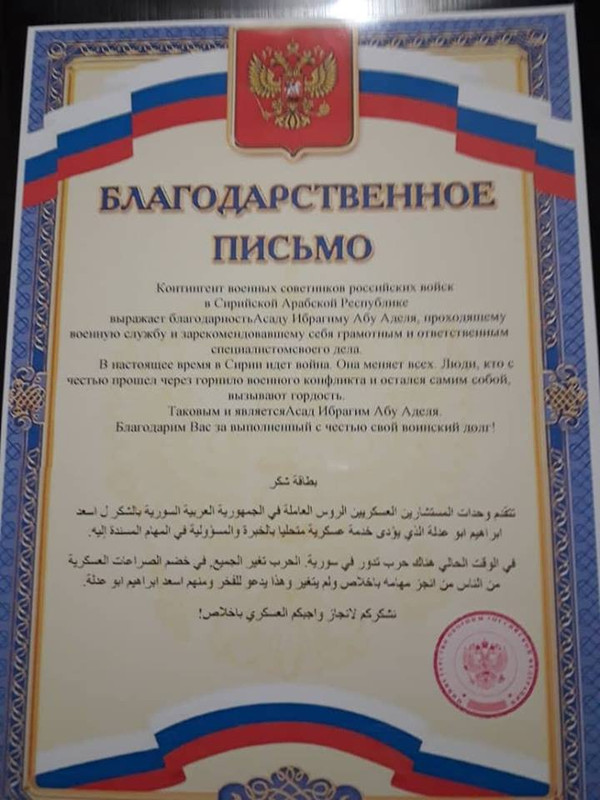 БЛАГОДАРСТВЕННОЕ
ПИСЬМО
Контингент военных советников российских войск
в Сирийской Арабской Республике
выражает благодарностьАсаду Ибрагиму Абу Аделя, проходящему
военную службу и зарекомендовавшему себя грамотным и ответственным
специалистомсвоего дела.
В настоящее время в Сирии идет война. Она меняет всех. Люди, кто с
честью прошел через горнило военного конфликта и остался самим собой,
вызывают гордость.
Таковым и являетсяАсад Ибрагим Абу Аделя.
Благодарим Вас за выполненный с честью свой воинский долг!
بطاقة شكر
تتقدم وحدات المستشارين العسكريين الروس العاملة في الجمهورية العربية السورية بالشكر ل اسعد
ابراهيم ابو عدلة الذي يؤدى خدمة عسكرية متحليا بالخبرة والمسؤولية في المهام المسندة إليه.
في الوقت الحالي هناك حرب تدور في سورية. الحرب تغير الجميع. في خضم الصراعات العسكرية
من الناس من انجز مهامه باخلاص ولم يتغير وهذا يدعو للفخر ومنهم اسعد ابراهيم ابو عدلة.
نشكركم لانجاز واجبكم العسكري باخلاص!